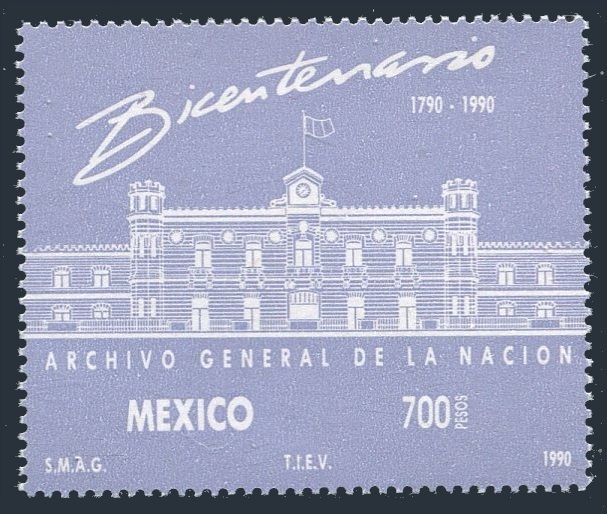 Bicentenario
1790 - 1990
ARCHIVO GENERAL DE LA NACION
MEXICO 700 PESOS
S.M.A.G. T.I.E.V. 1990